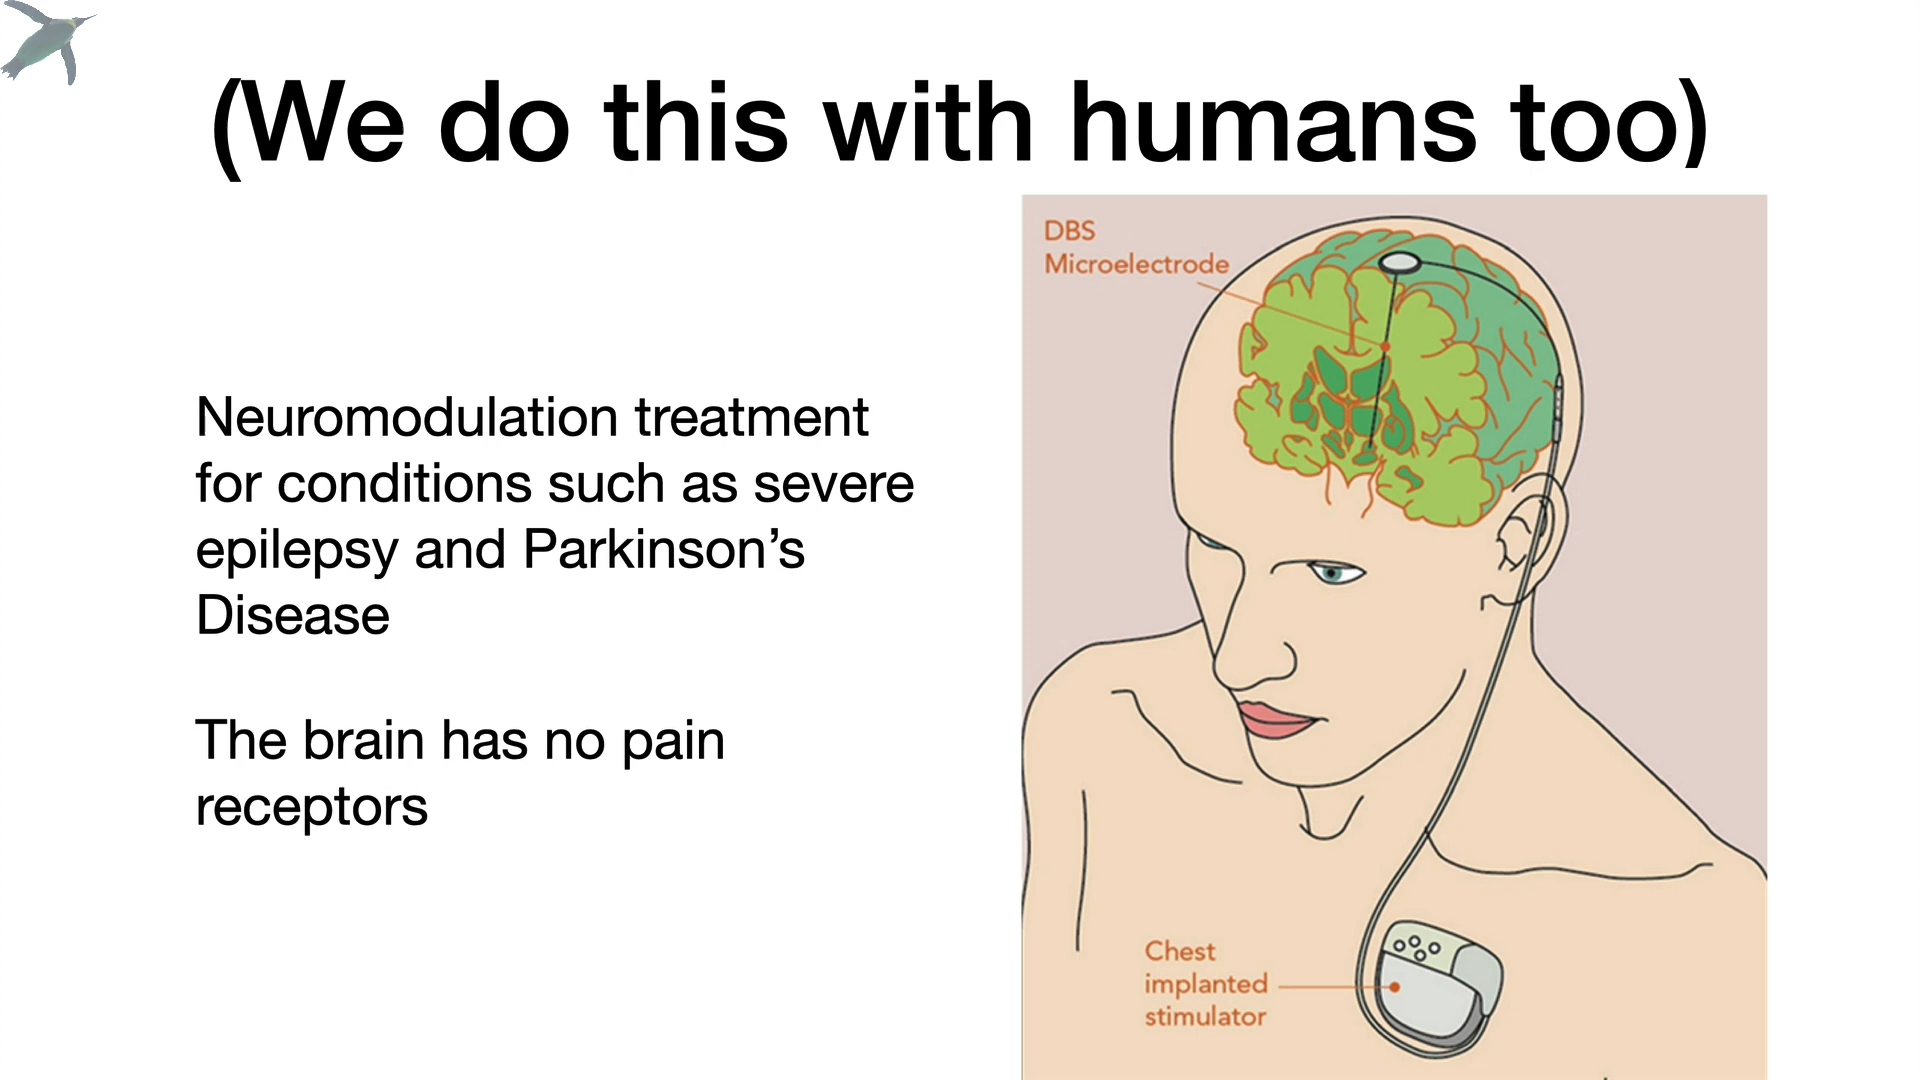 (We do this with humans too)
Neuromodulation treatment
for conditions such as severe
epilepsy and Parkinson’s
Disease
The brain has no pain
receptors
DBS
Microelectrode
Chest
implanted
stimulator